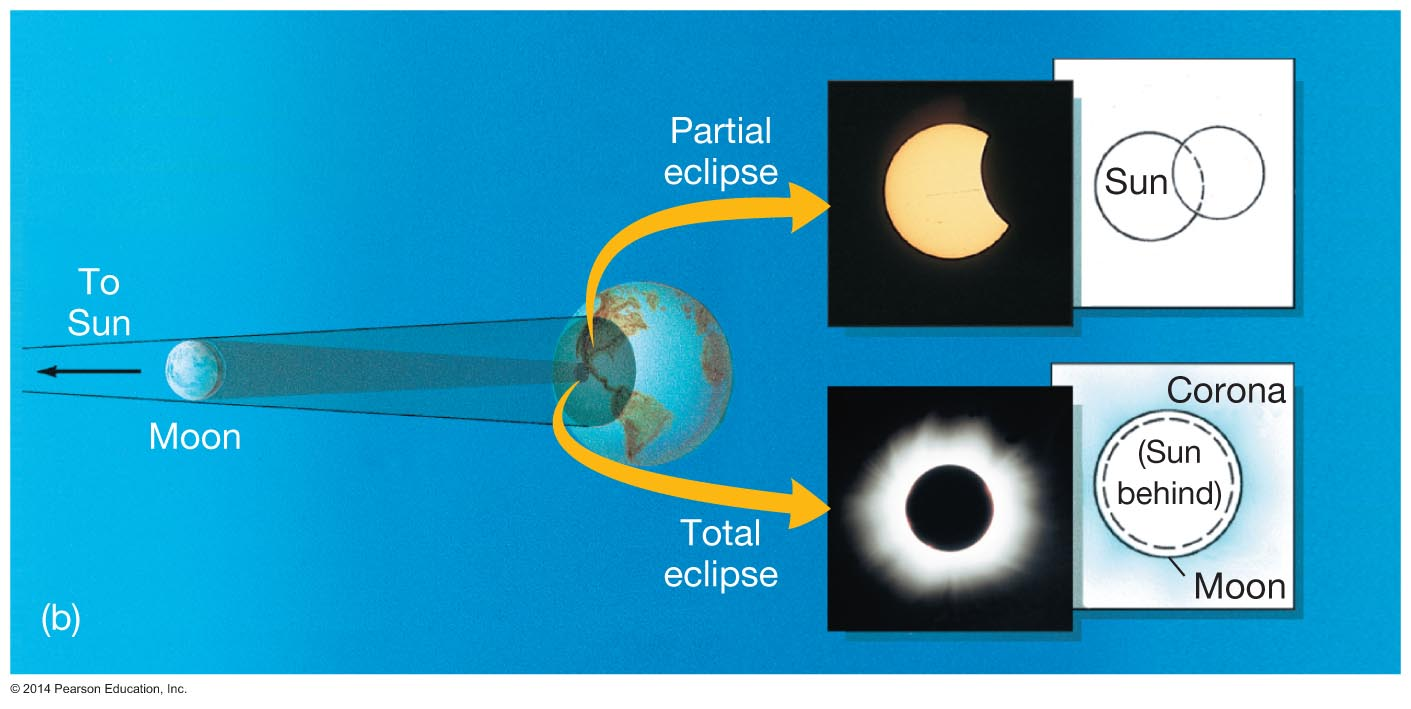 Partial
eclipse
Sun
To
Sun
Moon
Corona
(Sun
behind)
Moon
Total
eclipse
(b)
© 2014 Pearson Education, Inc.